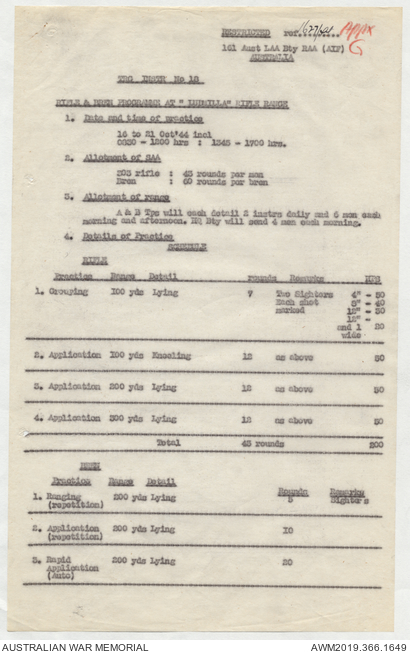 RESTRICTED ref. 1627/44 Appx G
161 Aust LAA Bty RAA (AIF)
AUSTRALIA
TRG INSTR No 12
RIFLE & BREN PROGRAMME AT "LUDMILLA" RIFLE RANGE
1. Date and time of practice
16 to 21 Oct'44 incl
0830 - 1200 hrs : 1345 - 1700 hrs.
2. Allotment of SAA
303 rifle : 43 rounds per man
Bren : 60 rounds per bren
3. Allotment of range
A & B Tps will each detail 2 instrs daily and 6 men each
morning and afternoon. HQ Bty will send 4 men each morning.
4. Details of Practice
SCHEDULE
RIFLE
Practice Range Detail rounds Remarks HPS
1. Grouping 100 yds Lying 7 Two Sighters 4" - 50
Each shot 8" - 40
marked 12" - 30
and 1 20
wide
2. Application 100 yds Kneeling 12 as above 50
3. Application 200 yds Lying 12 as above 50
4. Application 300 yds Lying 12 as above 50
Total 43 rounds 200
BREN
Practice Range Detail Rounds Remarks
1. Ranging 200 yds Lying 5 Sighters
(repetition)
2. Application 200 yds Lying 10
(repetition)
3. Rapid 200 yds Lying 20
Application
(Auto)
AUSTRALIAN WAR MEMORIAL
AWM2019.366.1649